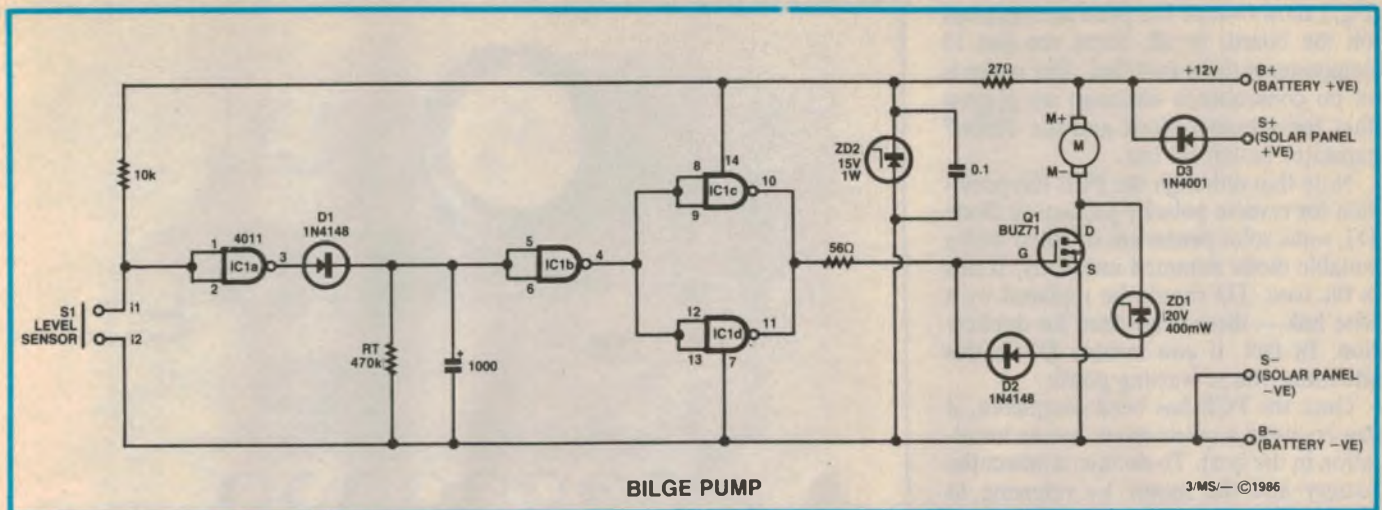 27Ω
+12V
B+
(BATTERY +VE)
M+
M
M−
S+
(SOLAR PANEL
+VE)
D3
1N4001
10k
ZD2
15V
1W
0.1
8
14
IC1c
10
9
D1
1N4148
4011
1
IC1a
3
2
5
IC1b
4
6
Q1
BUZ71
56Ω
G
D
S
S1
LEVEL
SENSOR
i1
i2
12
IC1d
11
13
7
RT
470k
+
1000
ZD1
20V
400mW
D2
1N4148
S−
(SOLAR PANEL
−VE)
B−
(BATTERY −VE)
BILGE PUMP
3/MS/— ©1986